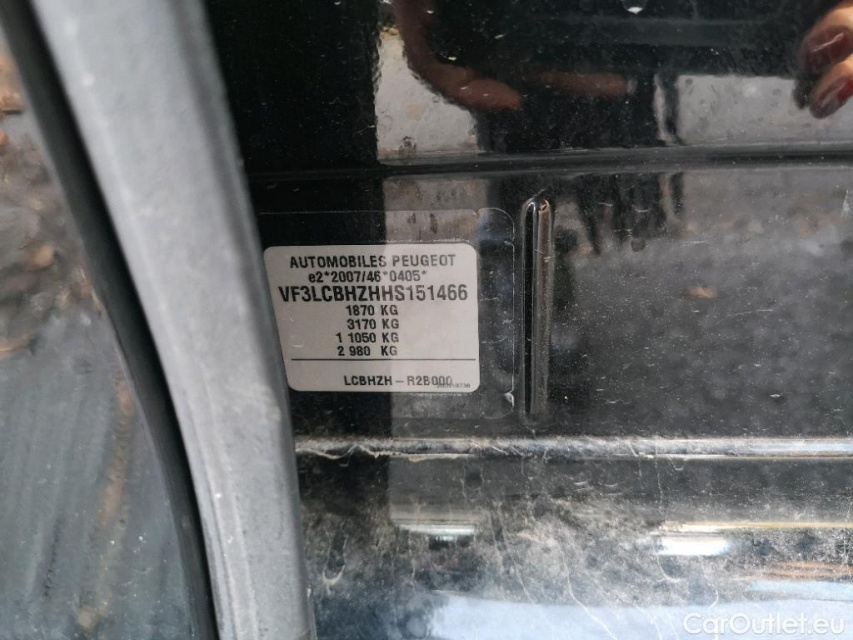 AUTOMOBILES PEUGEOT
e2*2007/46*0405*
VF3LCBHZHHS151466
1870 KG
3170 KG
1 1050 KG
2 980 KG
LCBHZH-R2B000
CarOutlet.eu